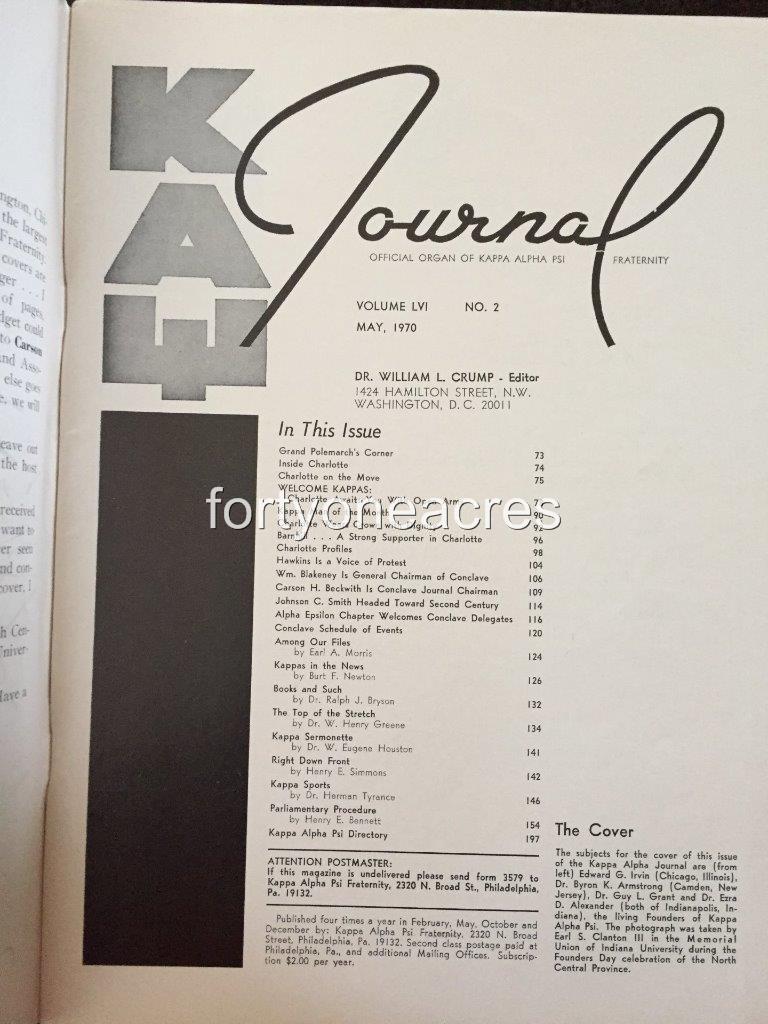 KAΨ
Journal
OFFICIAL ORGAN OF KAPPA ALPHA PSI FRATERNITY
VOLUME LVI NO. 2
MAY, 1970
DR. WILLIAM L. CRUMP - Editor
1424 HAMILTON STREET, N.W.
WASHINGTON, D.C. 20011
In This Issue
Grand Polemarch's Corner 73
Inside Charlotte 74
Charlotte on the Move 75
WELCOME KAPPAS:
Charlotte Awaits You With Open Arms
Kappa Man of the Month 90
Charlotte 92
fortyoneacres
A Strong Supporter in Charlotte 96
Charlotte Profiles 98
Hawkins Is a Voice of Protest 104
Wm. Blakeney Is General Chairman of Conclave 106
Carson H. Beckwith Is Conclave Journal Chairman 109
Johnson C. Smith Headed Toward Second Century 114
Alpha Epsilon Chapter Welcomes Conclave Delegates 116
Conclave Schedule of Events 120
Among Our Files
by Earl A. Morris 124
Kappas in the News
by Burt F. Newton 126
Books and Such
by Dr. Ralph J. Bryson 132
The Top of the Stretch
by Dr. W. Henry Greene 134
Kappa Sermonette
by Dr. W. Eugene Houston 141
Right Down Front
by Henry E. Simmons 142
Kappa Sports
by Dr. Herman Tyrance 146
Parliamentary Procedure
by Henry E. Bennett 154
Kappa Alpha Psi Directory 197
ATTENTION POSTMASTER:
If this magazine is undelivered please send form 3579 to
Kappa Alpha Psi Fraternity, 2320 N. Broad St., Philadelphia,
Pa. 19132.
Published four times a year in February, May, October and
December by: Kappa Alpha Psi Fraternity, 2320 N. Broad
Street, Philadelphia, Pa. 19132. Second class postage paid at
Philadelphia, Pa., and additional Mailing Offices. Subscrip-
tion $2.00 per year.
The Cover
The subjects for the cover of this issue
of the Kappa Alpha Journal are (from
left) Edward G. Irvin (Chicago, Illinois),
Dr. Byron K. Armstrong (Camden, New
Jersey), Dr. Guy L. Grant and Dr. Ezra
D. Alexander (both of Indianapolis, In-
diana), the living Founders of Kappa
Alpha Psi. The photograph was taken by
Earl S. Clanton III in the Memorial
Union of Indiana University during the
Founders Day celebration of the North
Central Province.